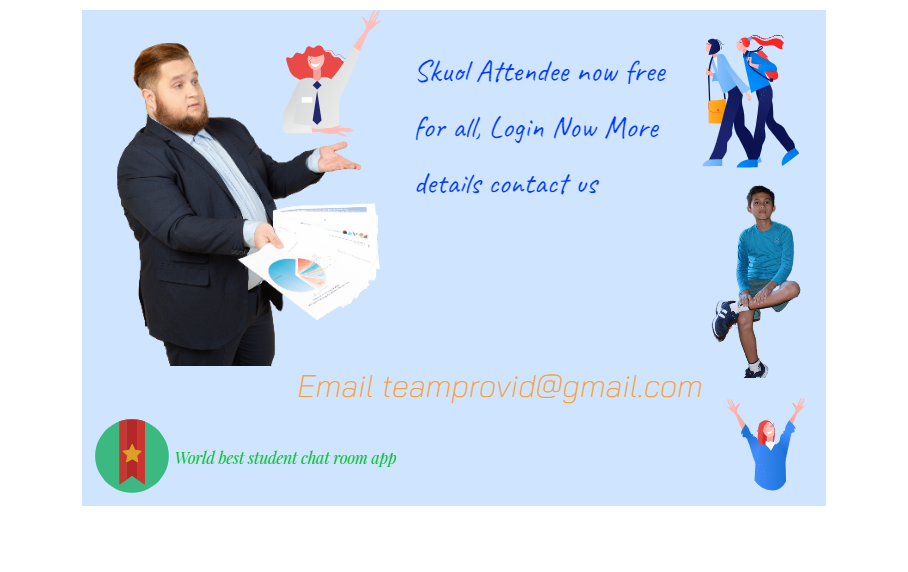 Skuol Attendee now free
for all, Login Now More
details contact us
Email teamprovid@gmail.com
World best student chat room app